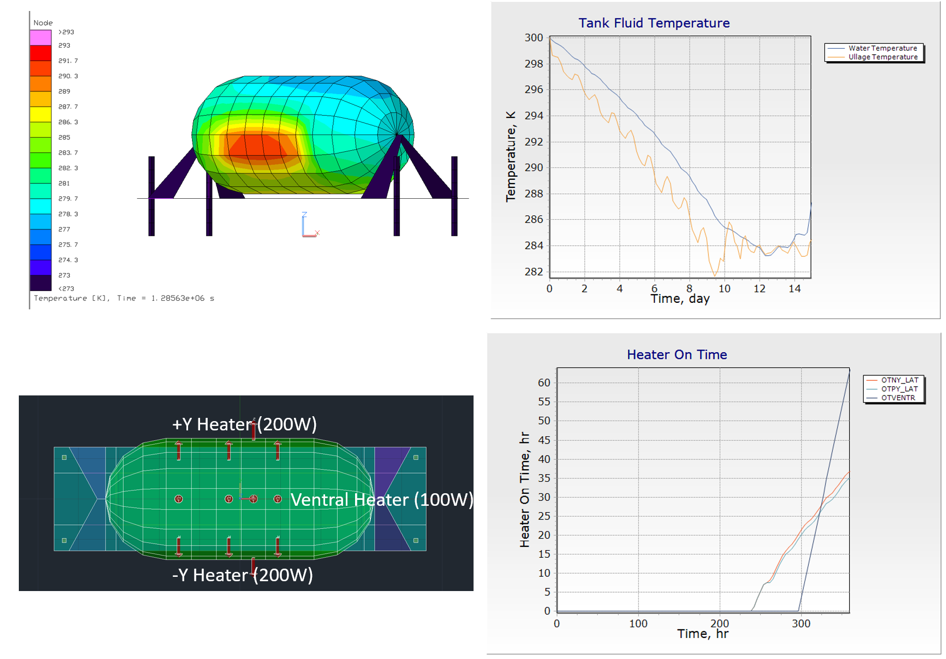 Node
>293
293
291. 7
290. 3
289
287. 7
286. 3
285
283. 7
282. 3
281
279. 7
278. 3
277
275. 7
274. 3
273
<273
Temperature [K], Time = 1. 28563e+06 s
Z
X
Tank Fluid Temperature
Water Temperature
Ullage Temperature
300
298
296
294
292
290
288
286
284
282
Temperature, K
0 2 4 6 8 10 12 14
Time, day
+Y Heater (200W)
Ventral Heater (100W)
-Y Heater (200W)
Heater On Time
OTNY_LAT
OTPY_LAT
OTVENTR
60
55
50
45
40
35
30
25
20
15
10
5
0
Heater On Time, hr
0 100 200 300
Time, hr